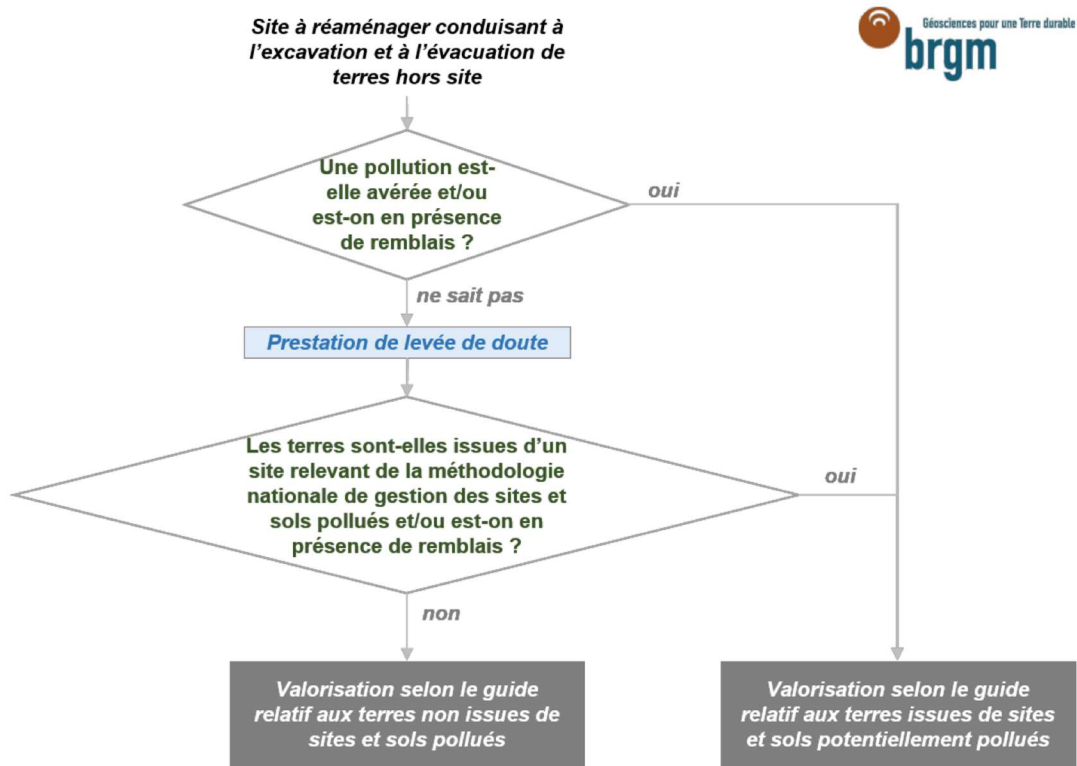 Site à réaménager conduisant à
l'excavation et à l'évacuation de
terres hors site
Géosciences pour une Terre durable
brgm
Une pollution est-
elle avérée et/ou
est-on en présence
de remblais ?
oui
ne sait pas
Prestation de levée de doute
Les terres sont-elles issues d'un
site relevant de la méthodologie
nationale de gestion des sites et
sols pollués et/ou est-on en
présence de remblais ?
oui
non
Valorisation selon le guide
relatif aux terres non issues de
sites et sols pollués
Valorisation selon le guide
relatif aux terres issues de sites
et sols potentiellement pollués